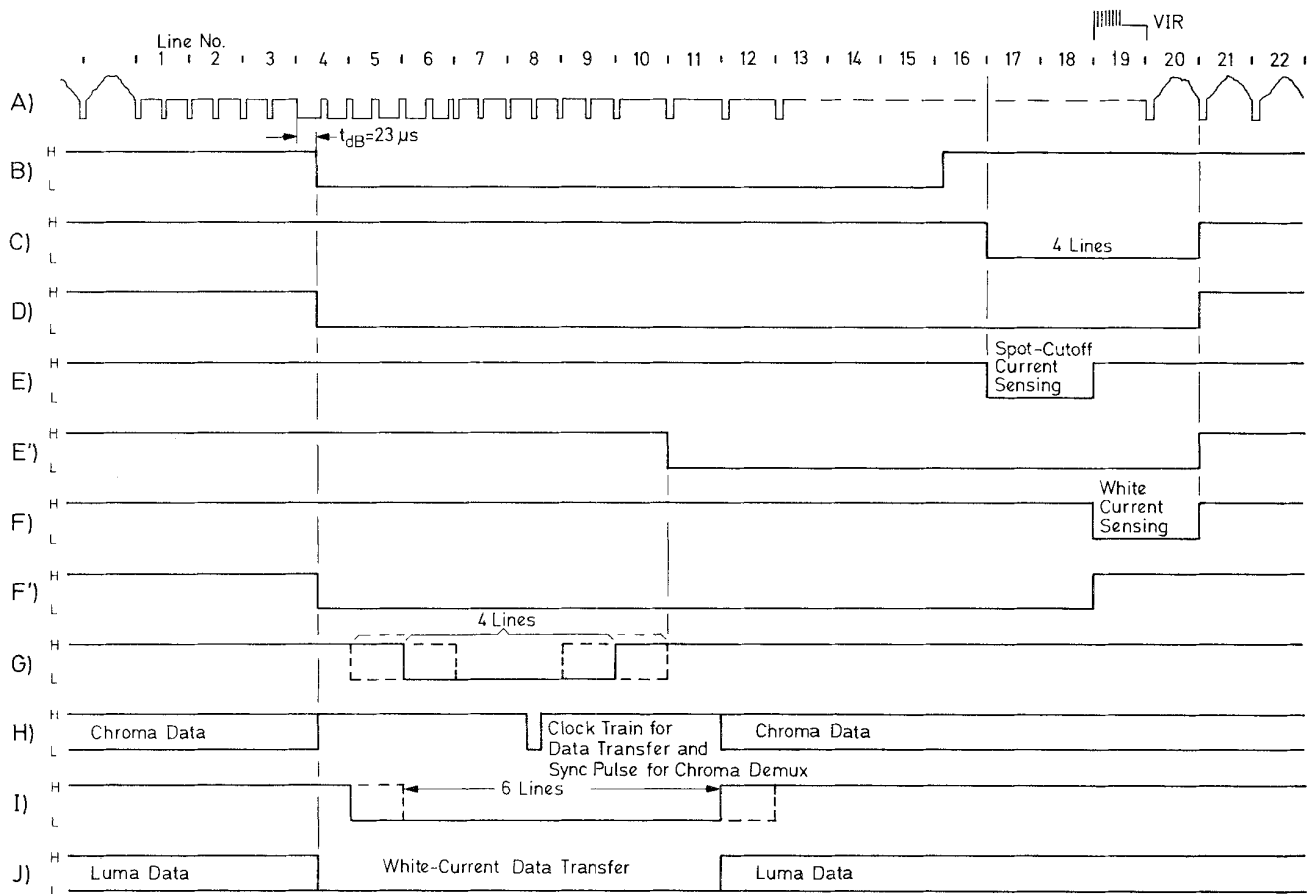 VIR
Line No.
1 2 3 4 5 6 7 8 9 10 11 12 13 14 15 16 17 18 19 20 21 22
A)
t_dB=23 µs
H
B)
L
H
C)
4 Lines
L
H
D)
L
H
Spot-Cutoff
Current
Sensing
E)
L
H
E')
L
H
White
Current
Sensing
F)
L
H
F')
L
4 Lines
H
G)
L
H
H)
Chroma Data
Clock Train for
Data Transfer and
Sync Pulse for Chroma Demux
Chroma Data
L
H
I)
6 Lines
L
H
J)
Luma Data
White-Current Data Transfer
Luma Data
L